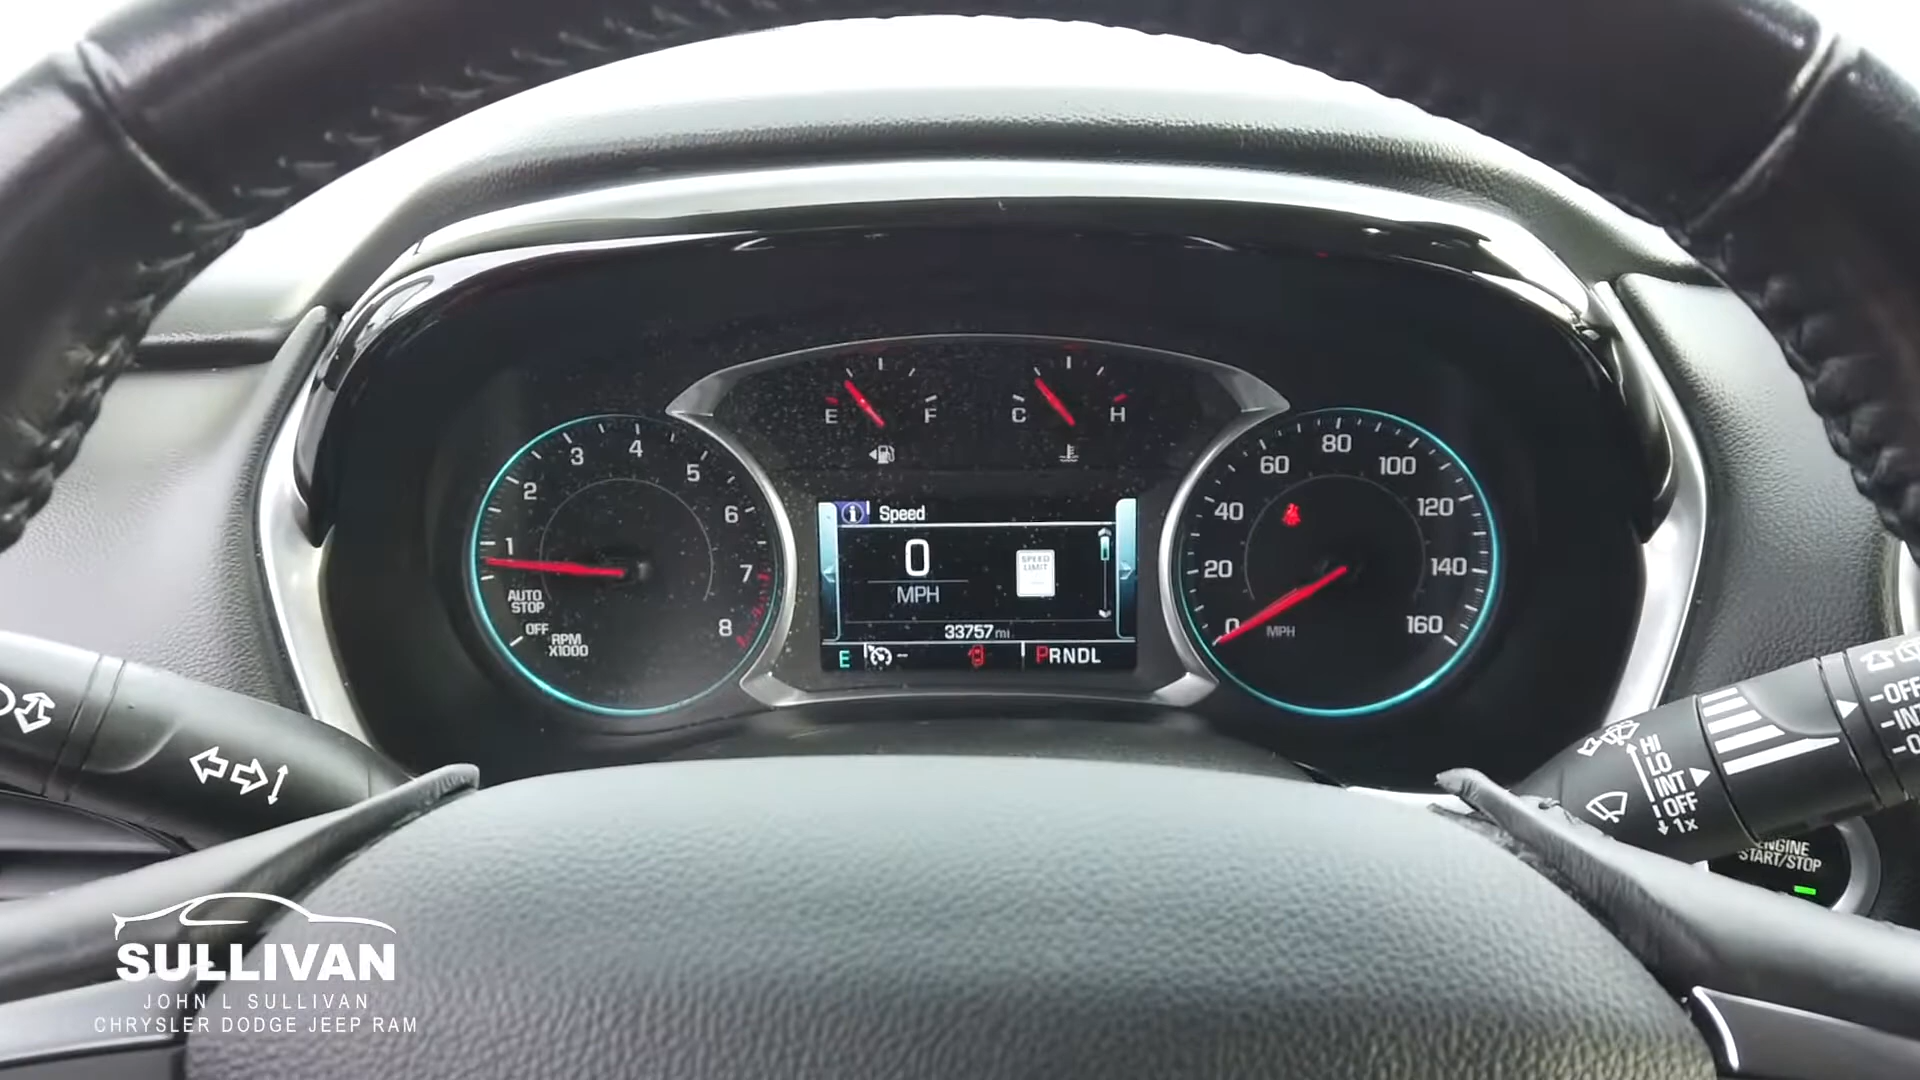 E F
C H
1
2
3
4
5
6
7
8
AUTO
STOP
OFF
RPM
X1000
Speed
0
MPH
SPEED
LIMIT
33757 mi
E
PRNDL
0
20
40
60
80
100
120
140
160
MPH
HI
LO
INT
OFF
1x
OFF
ENGINE
START/STOP
SULLIVAN
JOHN L SULLIVAN
CHRYSLER DODGE JEEP RAM